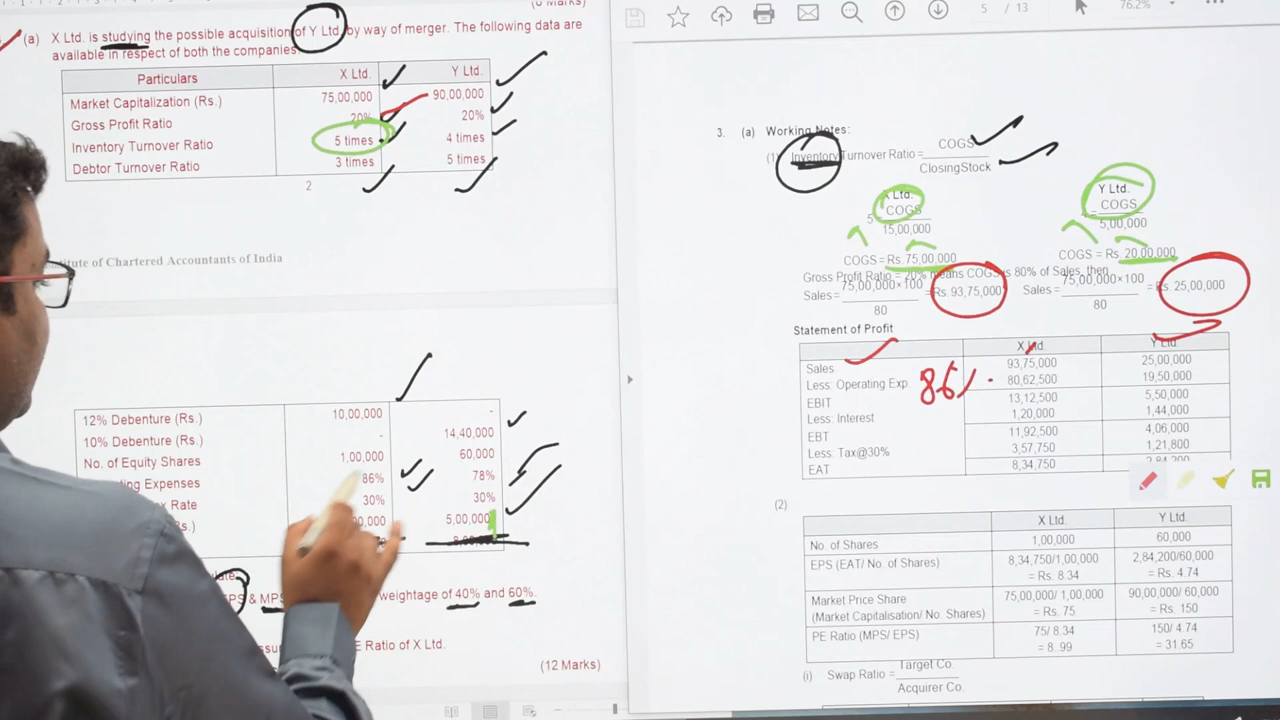 (a) X Ltd. is studying the possible acquisition of Y Ltd. by way of merger. The following data are
available in respect of both the companies:
Particulars X Ltd. Y Ltd.
Market Capitalization (Rs.) 75,00,000 90,00,000
Gross Profit Ratio 20% 20%
Inventory Turnover Ratio 5 times 4 times
Debtor Turnover Ratio 3 times 5 times
2
of Chartered Accountants of India
12% Debenture (Rs.) 10,00,000 -
10% Debenture (Rs.) - 14,40,000
No. of Equity Shares 1,00,000 60,000
Expenses 86% 78%
Rate 30% 30%
5,00,000
EPS & MPS weightage of 40% and 60%.
Ratio of X Ltd.
(12 Marks)
5 / 13
76.2%
3. (a) Working Notes:
(1) Inventory Turnover Ratio = COGS
ClosingStock
X Ltd. Y Ltd.
5 = COGS 4 = COGS
15,00,000 5,00,000
COGS = Rs. 75,00,000 COGS = Rs. 20,00,000
Gross Profit Ratio = 20% means COGS is 80% of Sales, then
Sales = 75,00,000×100 = Rs. 93,75,000 Sales = 75,00,000×100 = Rs. 25,00,000
80 80
Statement of Profit
X Ltd. Y Ltd.
Sales 93,75,000 25,00,000
Less: Operating Exp. 86% 80,62,500 19,50,000
EBIT 13,12,500 5,50,000
Less: Interest 1,20,000 1,44,000
EBT 11,92,500 4,06,000
Less: Tax@30% 3,57,750 1,21,800
EAT 8,34,750 2,84,200
(2)
X Ltd. Y Ltd.
No. of Shares 1,00,000 60,000
EPS (EAT/ No. of Shares) 8,34,750/1,00,000 2,84,200/60,000
= Rs. 8.34 = Rs. 4.74
Market Price Share 75,00,000/ 1,00,000 90,00,000/ 60,000
(Market Capitalisation/ No. Shares) = Rs. 75 = Rs. 150
PE Ratio (MPS/ EPS) 75/ 8.34 150/ 4.74
= 8.99 = 31.65
(i) Swap Ratio = Target Co.
Acquirer Co.